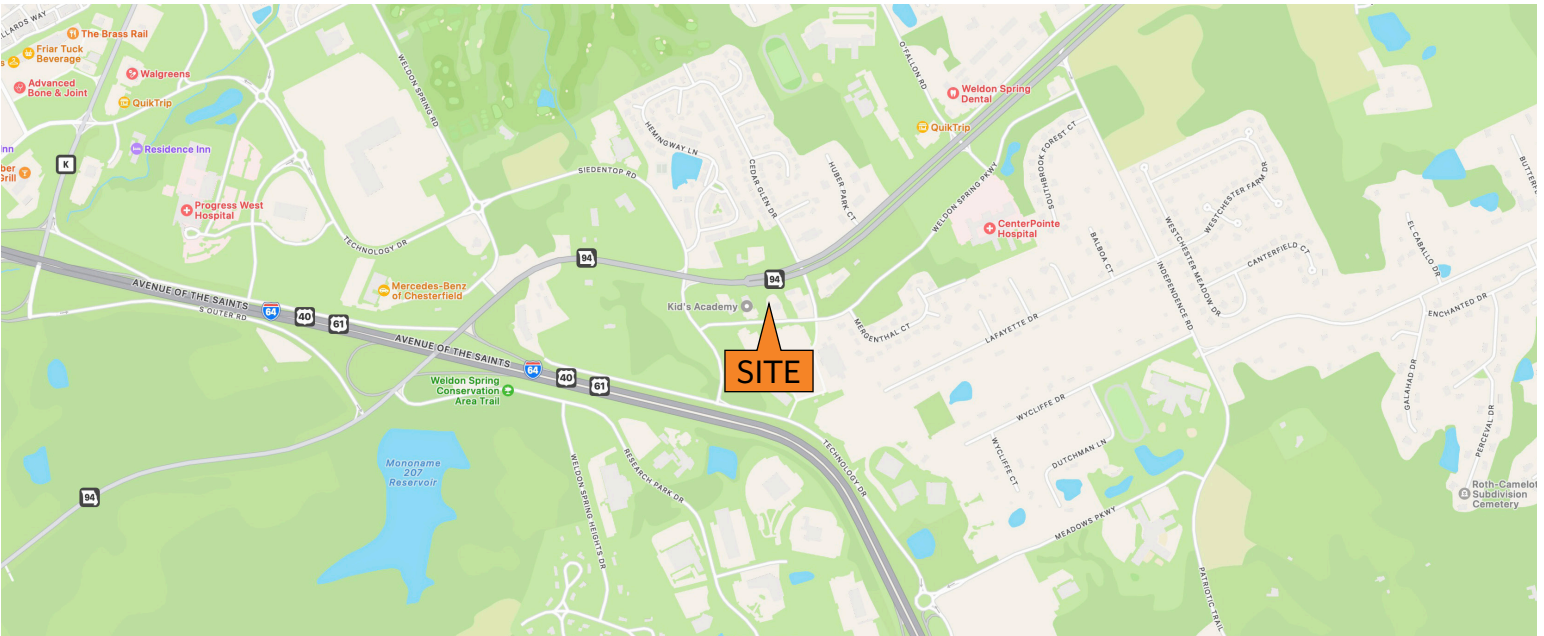 LLARDS WAY
The Brass Rail
Friar Tuck
Beverage
s
Advanced
Bone & Joint
Walgreens
QuikTrip
Residence Inn
nn
K
ber
Grill
Progress West
Hospital
WELDON SPRING RD
TECHNOLOGY DR
Mercedes-Benz
of Chesterfield
AVENUE OF THE SAINTS
S OUTER RD
64
40
61
AVENUE OF THE SAINTS
64
40
61
Weldon Spring
Conservation
Area Trail
Mononame
207
Reservoir
94
94
94
SIEDENTOP RD
HEMINGWAY LN
CEDAR GLEN DR
HUBER PARK CT
O'FALLON RD
Weldon Spring
Dental
QuikTrip
WELDON SPRING PKWY
CenterPointe
Hospital
SOUTHBROOK FOREST CT
Kid's Academy
SITE
MERGENTHAL CT
LAFAYETTE DR
BALBOA CT
INDEPENDENCE RD
WESTCHESTER MEADOW DR
WESTCHESTER FARM DR
CANTERFIELD CT
EL CABALLO DR
ENCHANTED DR
BUTTERF
GALAHAD DR
PERCEVAL DR
Roth-Camelot
Subdivision
Cemetery
WYCLIFFE DR
WYCLIFFE CT
DUTCHMAN LN
MEADOWS PKWY
PATRIOTIC TRAIL
TECHNOLOGY DR
RESEARCH PARK DR
WELDON SPRING HEIGHTS DR